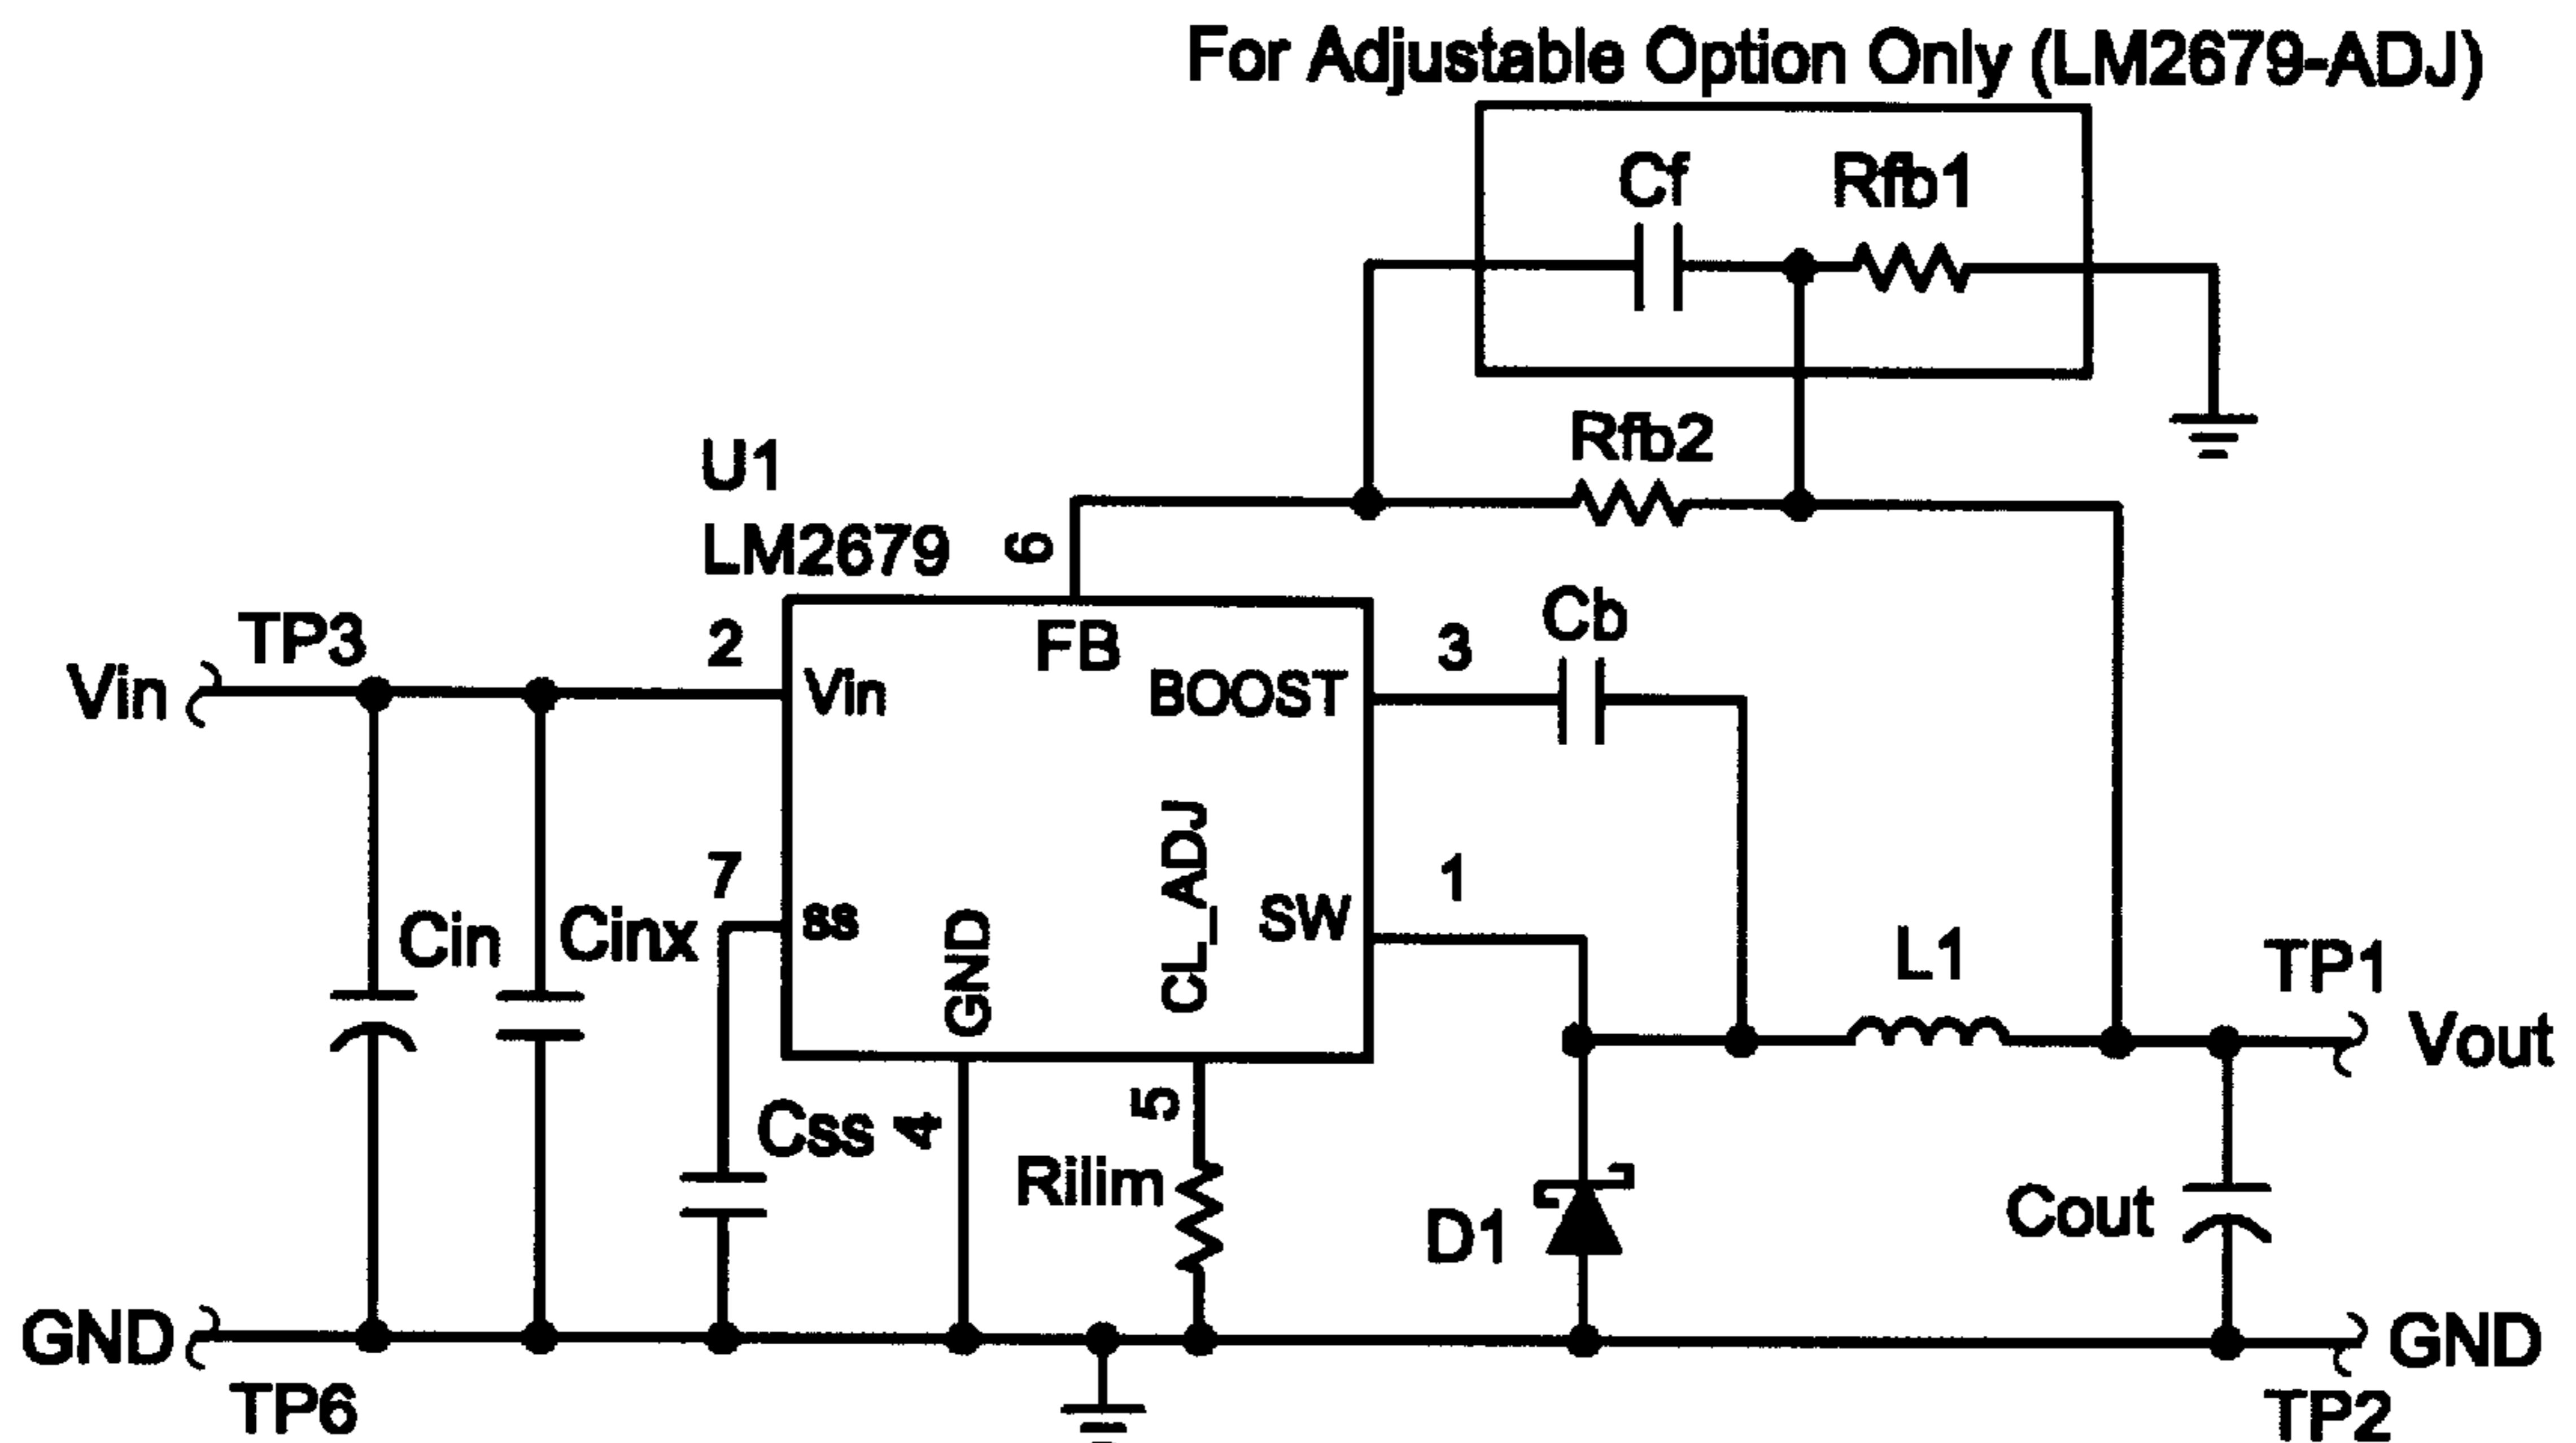 For Adjustable Option Only (LM2679-ADJ)
Cf
Rfb1
Rfb2
U1
LM2679
6
TP3
2
FB
3
Cb
Vin
Vin
BOOST
7
ss
CL_ADJ
1
Cin
Cinx
GND
SW
L1
TP1
Vout
Css
4
5
Rilim
D1
Cout
GND
GND
TP6
TP2